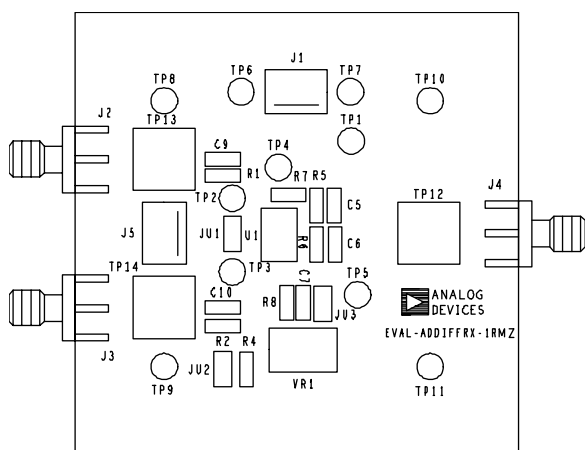 J1
TP8
TP6
TP7
TP10
J2
TP13
TP1
C9
TP4
R1
R7
R5
J4
TP2
C5
TP12
J5
JU1
U1
R6
C6
TP14
TP3
C7
TP5
C10
R8
JU3
ANALOG
DEVICES
EVAL-ADDIFFRX-1RMZ
J3
R2
R4
TP9
JU2
VR1
TP11